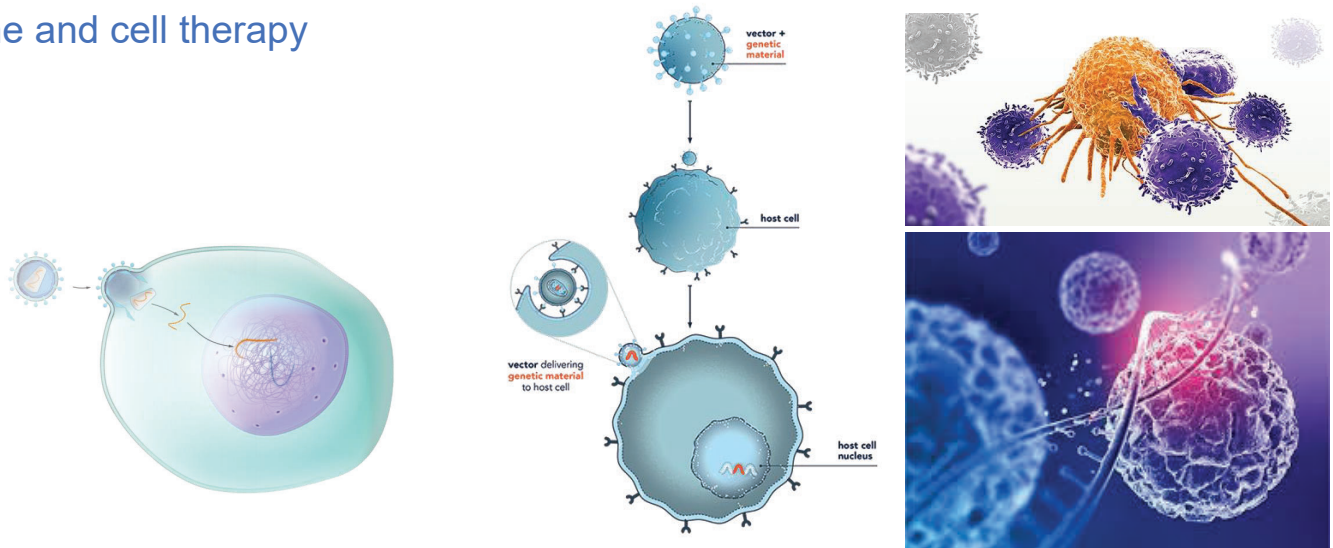 e and cell therapy
vector +
genetic
material
host cell
vector delivering
genetic material
to host cell
host cell
nucleus